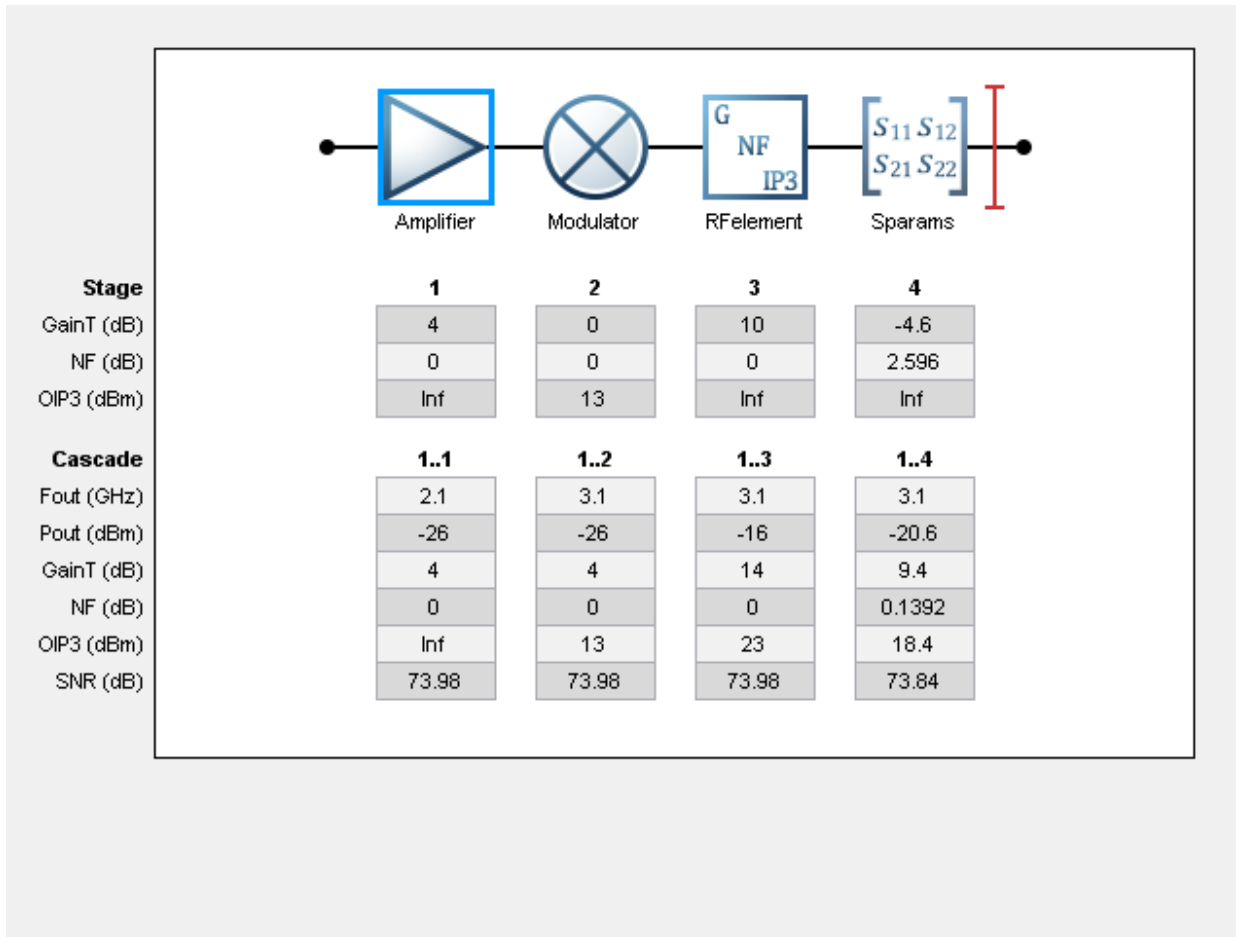 G
NF
IP3
S11 S12
S21 S22
Amplifier Modulator RFelement Sparams
Stage 1 2 3 4
GainT (dB) 4 0 10 -4.6
NF (dB) 0 0 0 2.596
OIP3 (dBm) Inf 13 Inf Inf
Cascade 1..1 1..2 1..3 1..4
Fout (GHz) 2.1 3.1 3.1 3.1
Pout (dBm) -26 -26 -16 -20.6
GainT (dB) 4 4 14 9.4
NF (dB) 0 0 0 0.1392
OIP3 (dBm) Inf 13 23 18.4
SNR (dB) 73.98 73.98 73.98 73.84